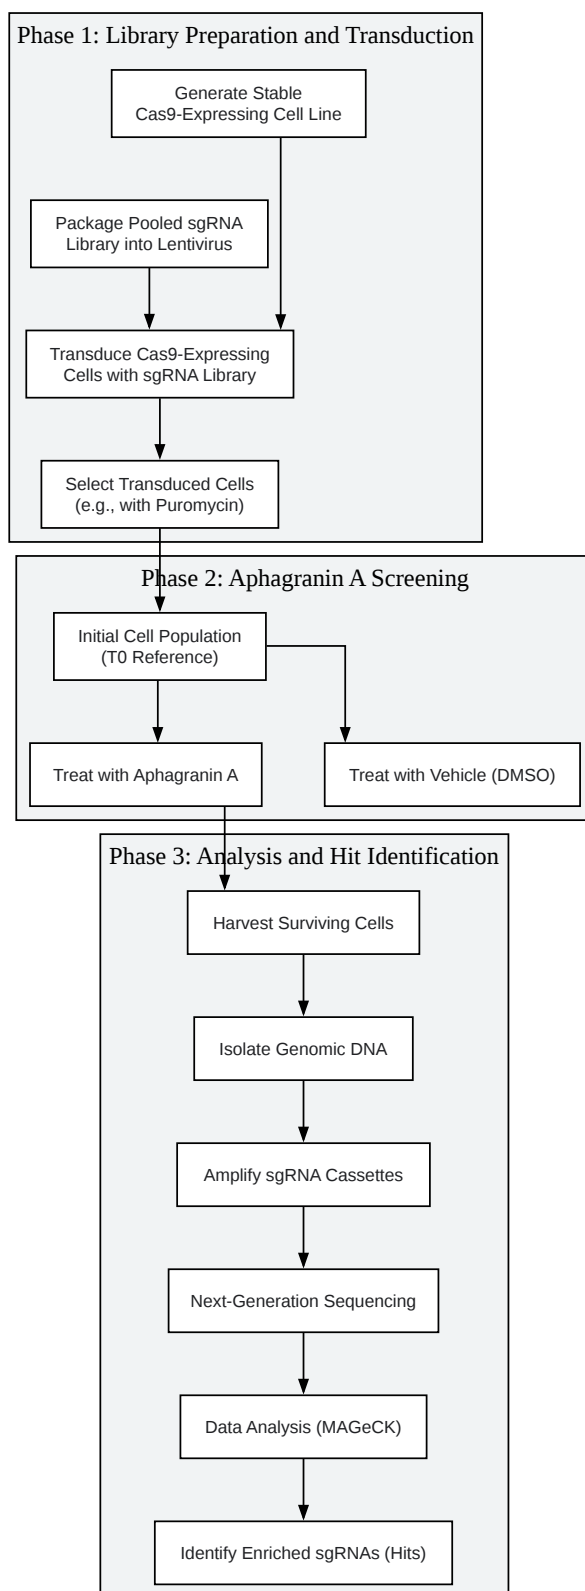 Phase 1: Library Preparation and Transduction
Generate Stable
Cas9-Expressing Cell Line
Package Pooled sgRNA
Library into Lentivirus
Transduce Cas9-Expressing
Cells with sgRNA Library
Select Transduced Cells
(e.g., with Puromycin)
Phase 2: Aphagranin A Screening
Initial Cell Population
(T0 Reference)
Treat with Aphagranin A
Treat with Vehicle (DMSO)
Phase 3: Analysis and Hit Identification
Harvest Surviving Cells
Isolate Genomic DNA
Amplify sgRNA Cassettes
Next-Generation Sequencing
Data Analysis (MAGeCK)
Identify Enriched sgRNAs (Hits)